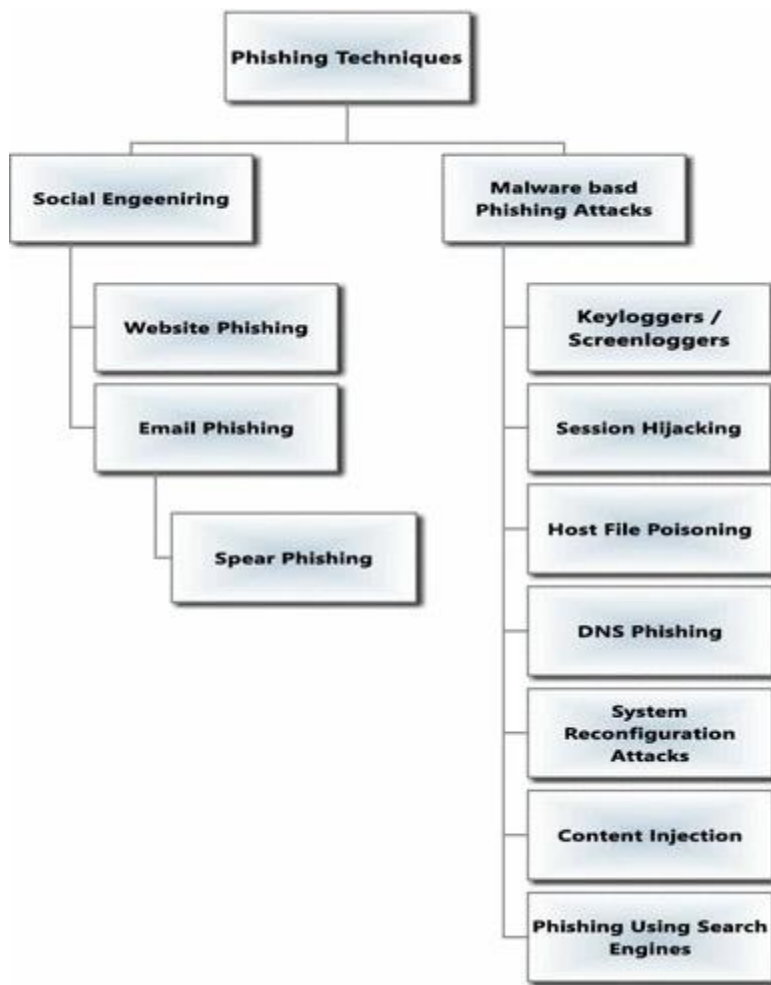 Phishing Techniques
Social Engeeniring
Website Phishing
Email Phishing
Spear Phishing
Malware basd
Phishing Attacks
Keyloggers /
Screenloggers
Session Hijacking
Host File Poisoning
DNS Phishing
System
Reconfiguration
Attacks
Content Injection
Phishing Using Search
Engines